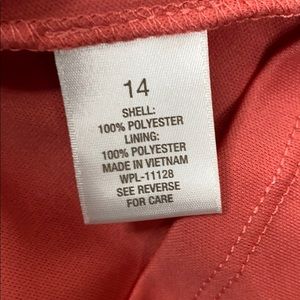 14
SHELL:
100% POLYESTER
LINING:
100% POLYESTER
MADE IN VIETNAM
WPL-11128
SEE REVERSE
FOR CARE